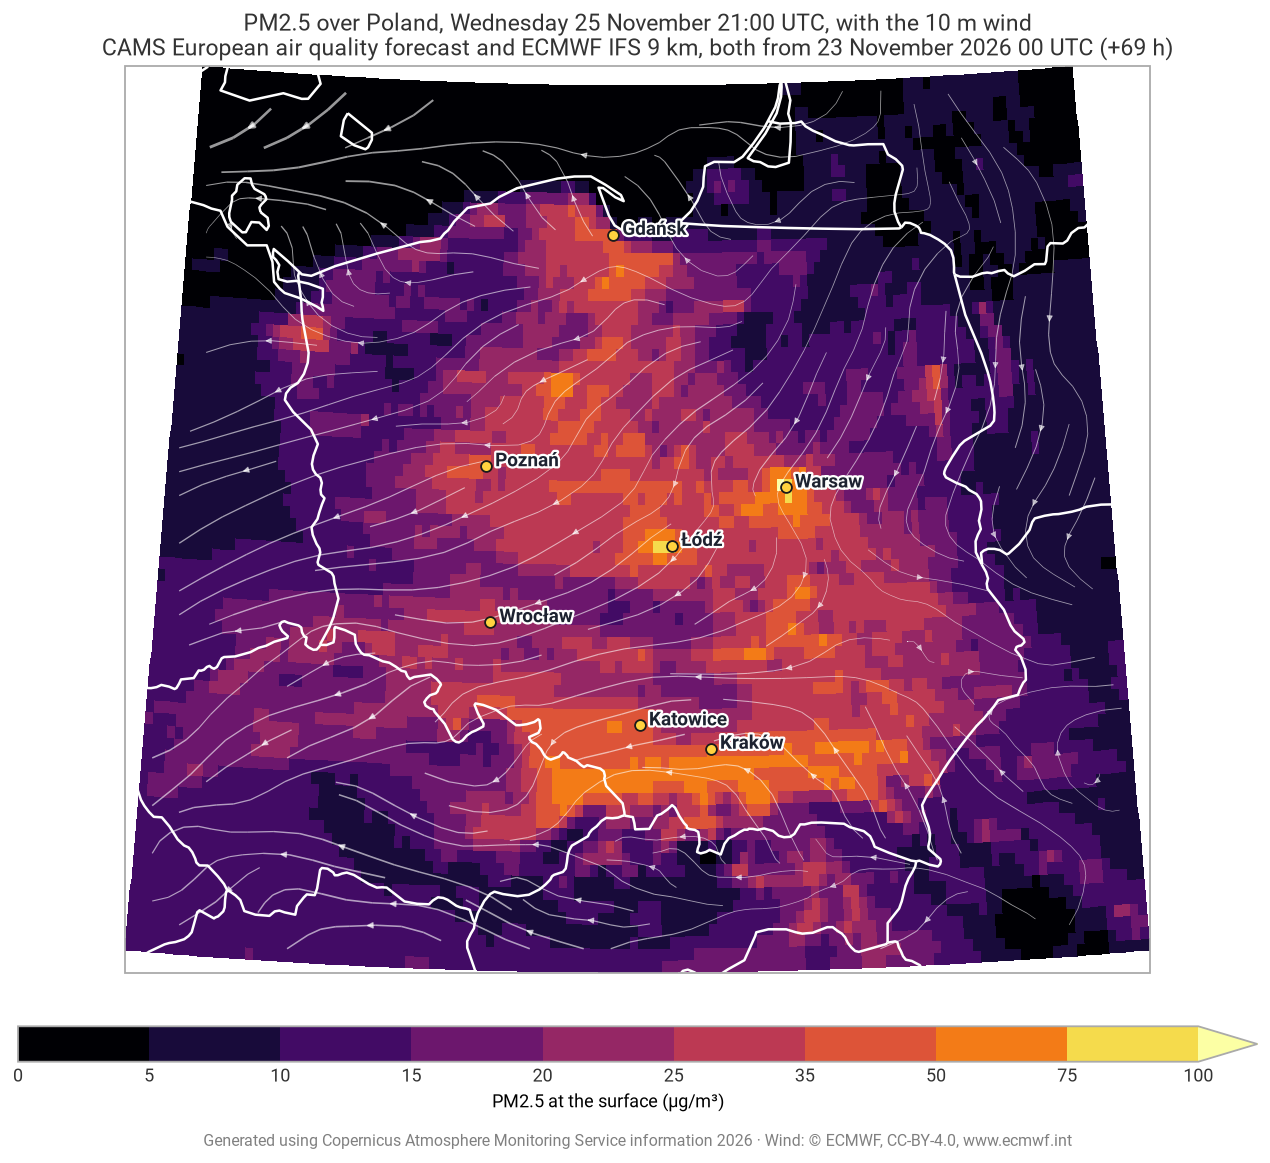 PM2.5 over Poland, Wednesday 25 November 21:00 UTC, with the 10 m wind
CAMS European air quality forecast and ECMWF IFS 9 km, both from 23 November 2026 00 UTC (+69 h)
Gdańsk
Poznań
Warsaw
Łódź
Wrocław
Katowice
Kraków
0 5 10 15 20 25 35 50 75 100
PM2.5 at the surface (µg/m³)
Generated using Copernicus Atmosphere Monitoring Service information 2026 · Wind: © ECMWF, CC-BY-4.0, www.ecmwf.int